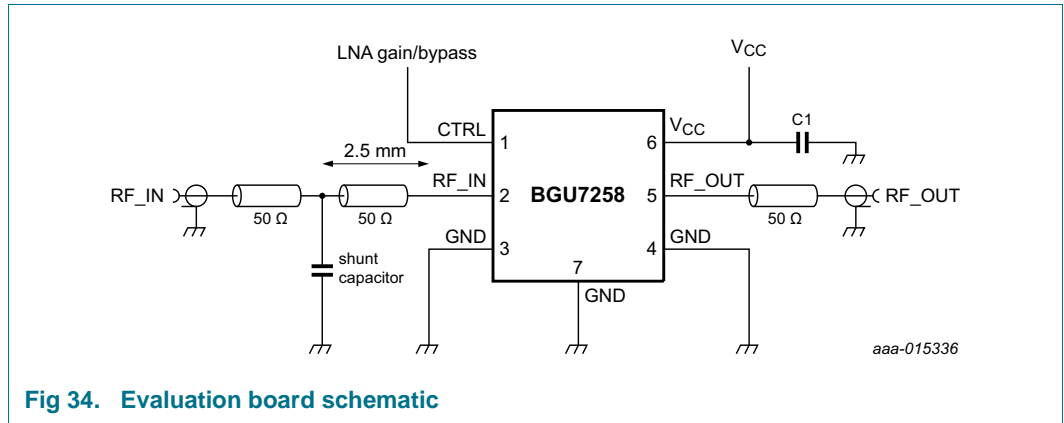 LNA gain/bypass
VCC
CTRL
1
VCC
6
C1
2.5 mm
RF_IN
50 Ω
50 Ω
RF_IN
2
BGU7258
5
RF_OUT
50 Ω
RF_OUT
shunt
capacitor
GND
3
7
GND
4
GND
aaa-015336
Fig 34. Evaluation board schematic